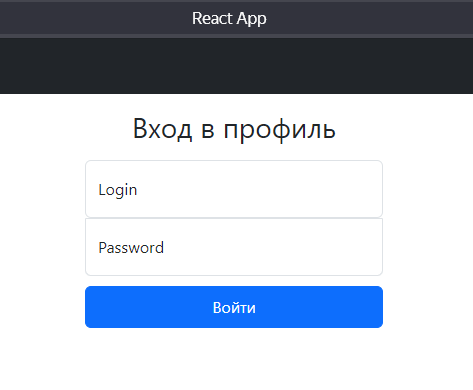 React App
Вход в профиль
Login
Password
Войти